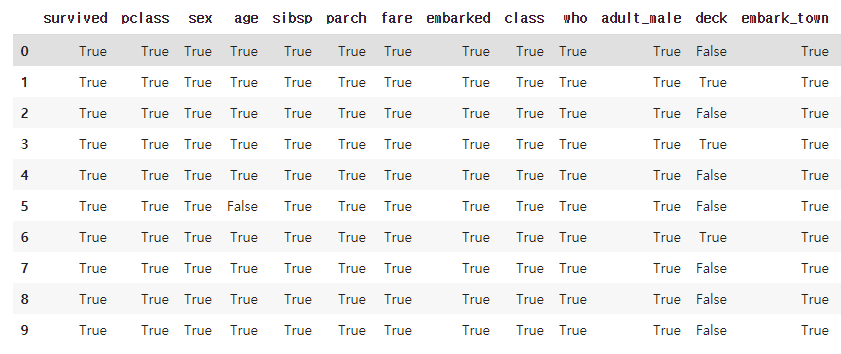 survived pclass sex age sibsp parch fare embarked class who adult_male deck embark_town
0 True True True True True True True True True True True False True
1 True True True True True True True True True True True True True
2 True True True True True True True True True True True False True
3 True True True True True True True True True True True True True
4 True True True True True True True True True True True False True
5 True True True False True True True True True True True False True
6 True True True True True True True True True True True True True
7 True True True True True True True True True True True False True
8 True True True True True True True True True True True False True
9 True True True True True True True True True True True False True